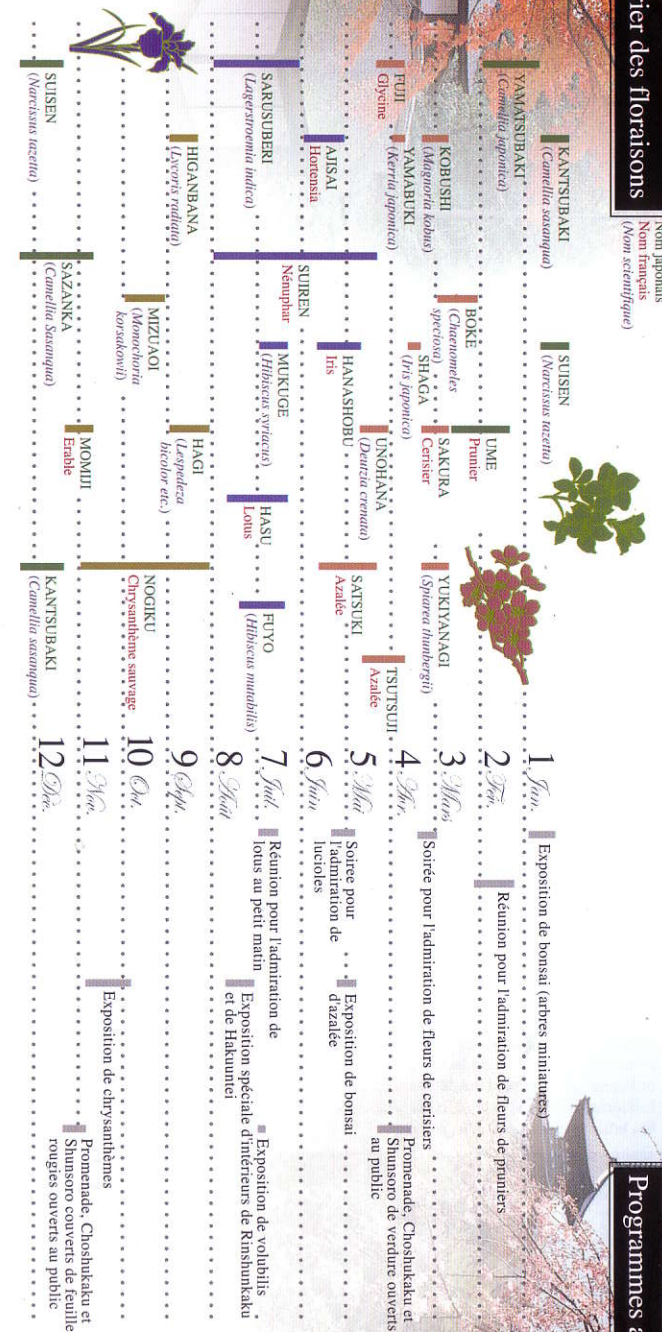 ier des floraisons
Nom japonais
Nom français
(Nom scientifique)
KANTSUBAKI
(Camellia sasanqua)
SUISEN
(Narcissus tazetta)
YAMATSUBAKI
(Camellia japonica)
UME
Prunier
KOBUSHI
(Magnoria kobus)
BOKE
(Chaenomeles
speciosa)
SAKURA
Cerisier
YUKIYANAGI
(Spiarea thunbergii)
FUJI
Glycine
YAMABUKI
(Kerria japonica)
SHAGA
(Iris japonica)
TSUTSUJI
Azalée
UNOHANA
(Deutzia crenata)
AJISAI
Hortensia
HANASHOBU
Iris
SATSUKI
Azalée
SARUSUBERI
(Lagerstroemia indica)
SUIREN
Nénuphar
MUKUGE
(Hibiscus syriacus)
HASU
Lotus
FUYO
(Hibiscus mutabilis)
HIGANBANA
(Lycoris radiata)
HAGI
(Lespedeza
bicolor etc.)
MIZUAOI
(Monochoria
korsakowii)
NOGIKU
Chrysanthème sauvage
MOMIJI
Erable
SUISEN
(Narcissus tazetta)
SAZANKA
(Camellia Sasanqua)
KANTSUBAKI
(Camellia sasanqua)
1 Jan.
2 Fév.
3 Mars
4 Avr.
5 Mai
6 Juin
7 Juil.
8 Août
9 Sept.
10 Oct.
11 Nov.
12 Déc.
Programmes a
Exposition de bonsai (arbres miniatures)
Réunion pour l'admiration de fleurs de pruniers
Soirée pour l'admiration de fleurs de cerisiers
Promenade, Choshukaku et
Shunsoro de verdure ouverts
au public
Soiree pour
l'admiration de
lucioles
Exposition de bonsai
d'azalée
Réunion pour l'admiration de
lotus au petit matin
Exposition de volubilis
Exposition spéciale d'intérieurs de Rinshunkaku
et de Hakuuntei
Exposition de chrysanthèmes
Promenade, Choshukaku et
Shunsoro couverts de feuille
rougies ouverts au public